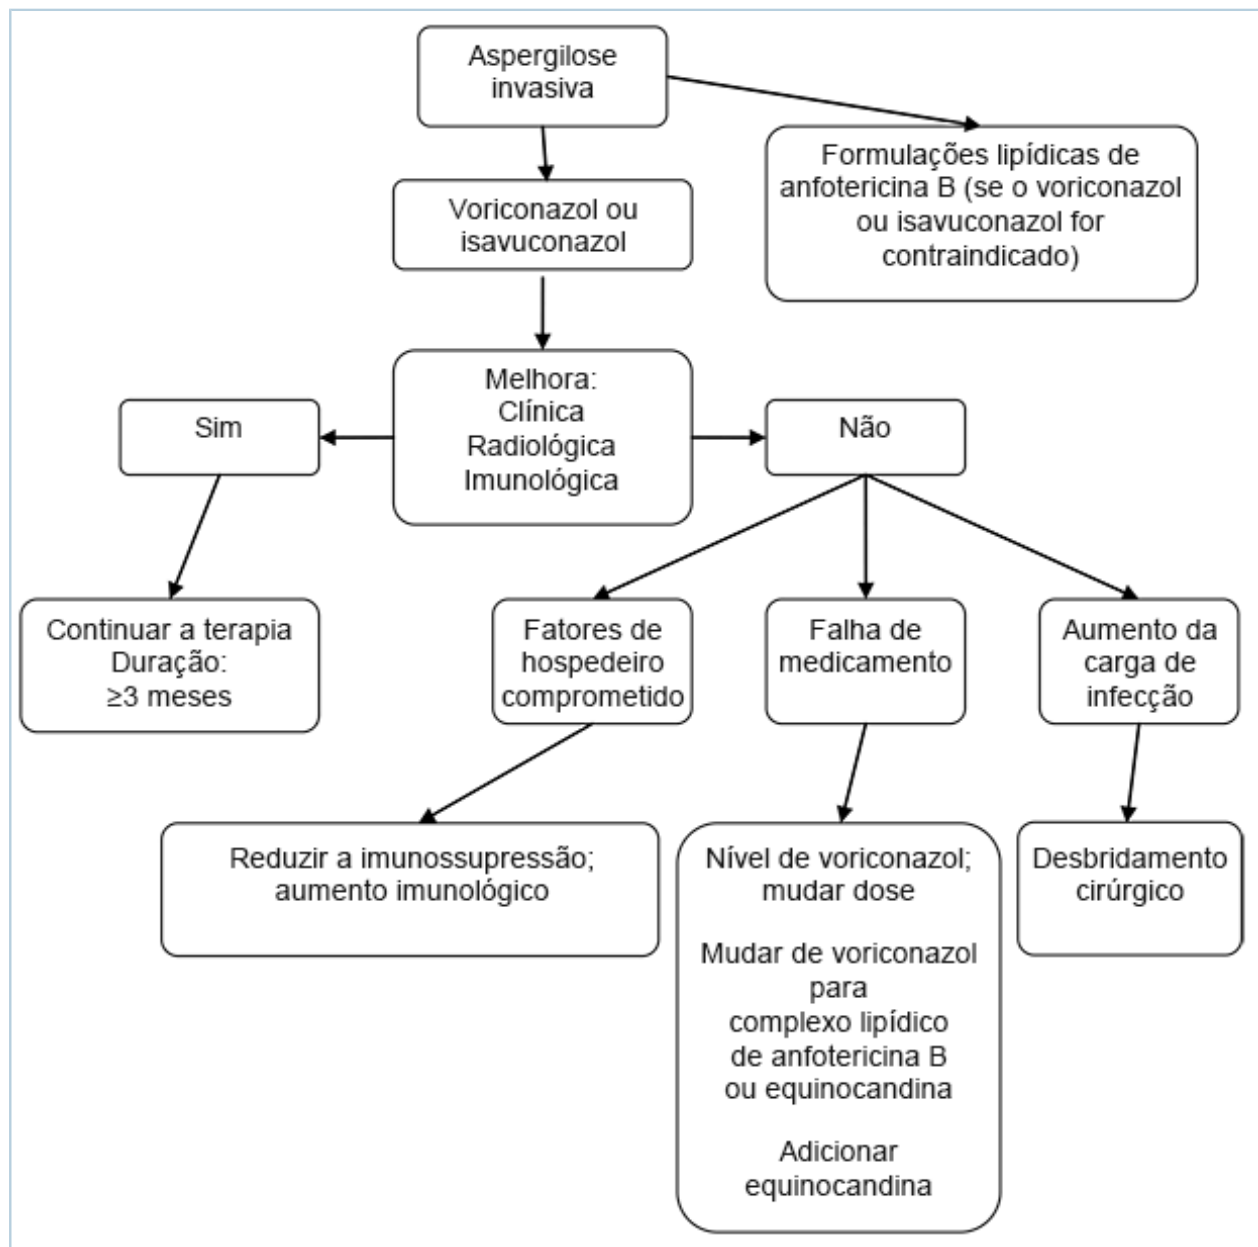 Aspergilose
invasiva
Formulações lipídicas de
anfotericina B (se o voriconazol
ou isavuconazol for
contraindicado)
Voriconazol ou
isavuconazol
Melhora:
Clínica
Radiológica
Imunológica
Sim
Não
Continuar a terapia
Duração:
≥3 meses
Fatores de
hospedeiro
comprometido
Falha de
medicamento
Aumento da
carga de
infecção
Reduzir a imunossupressão;
aumento imunológico
Nível de voriconazol;
mudar dose
Mudar de voriconazol
para
complexo lipídico
de anfotericina B
ou equinocandina
Adicionar
equinocandina
Desbridamento
cirúrgico